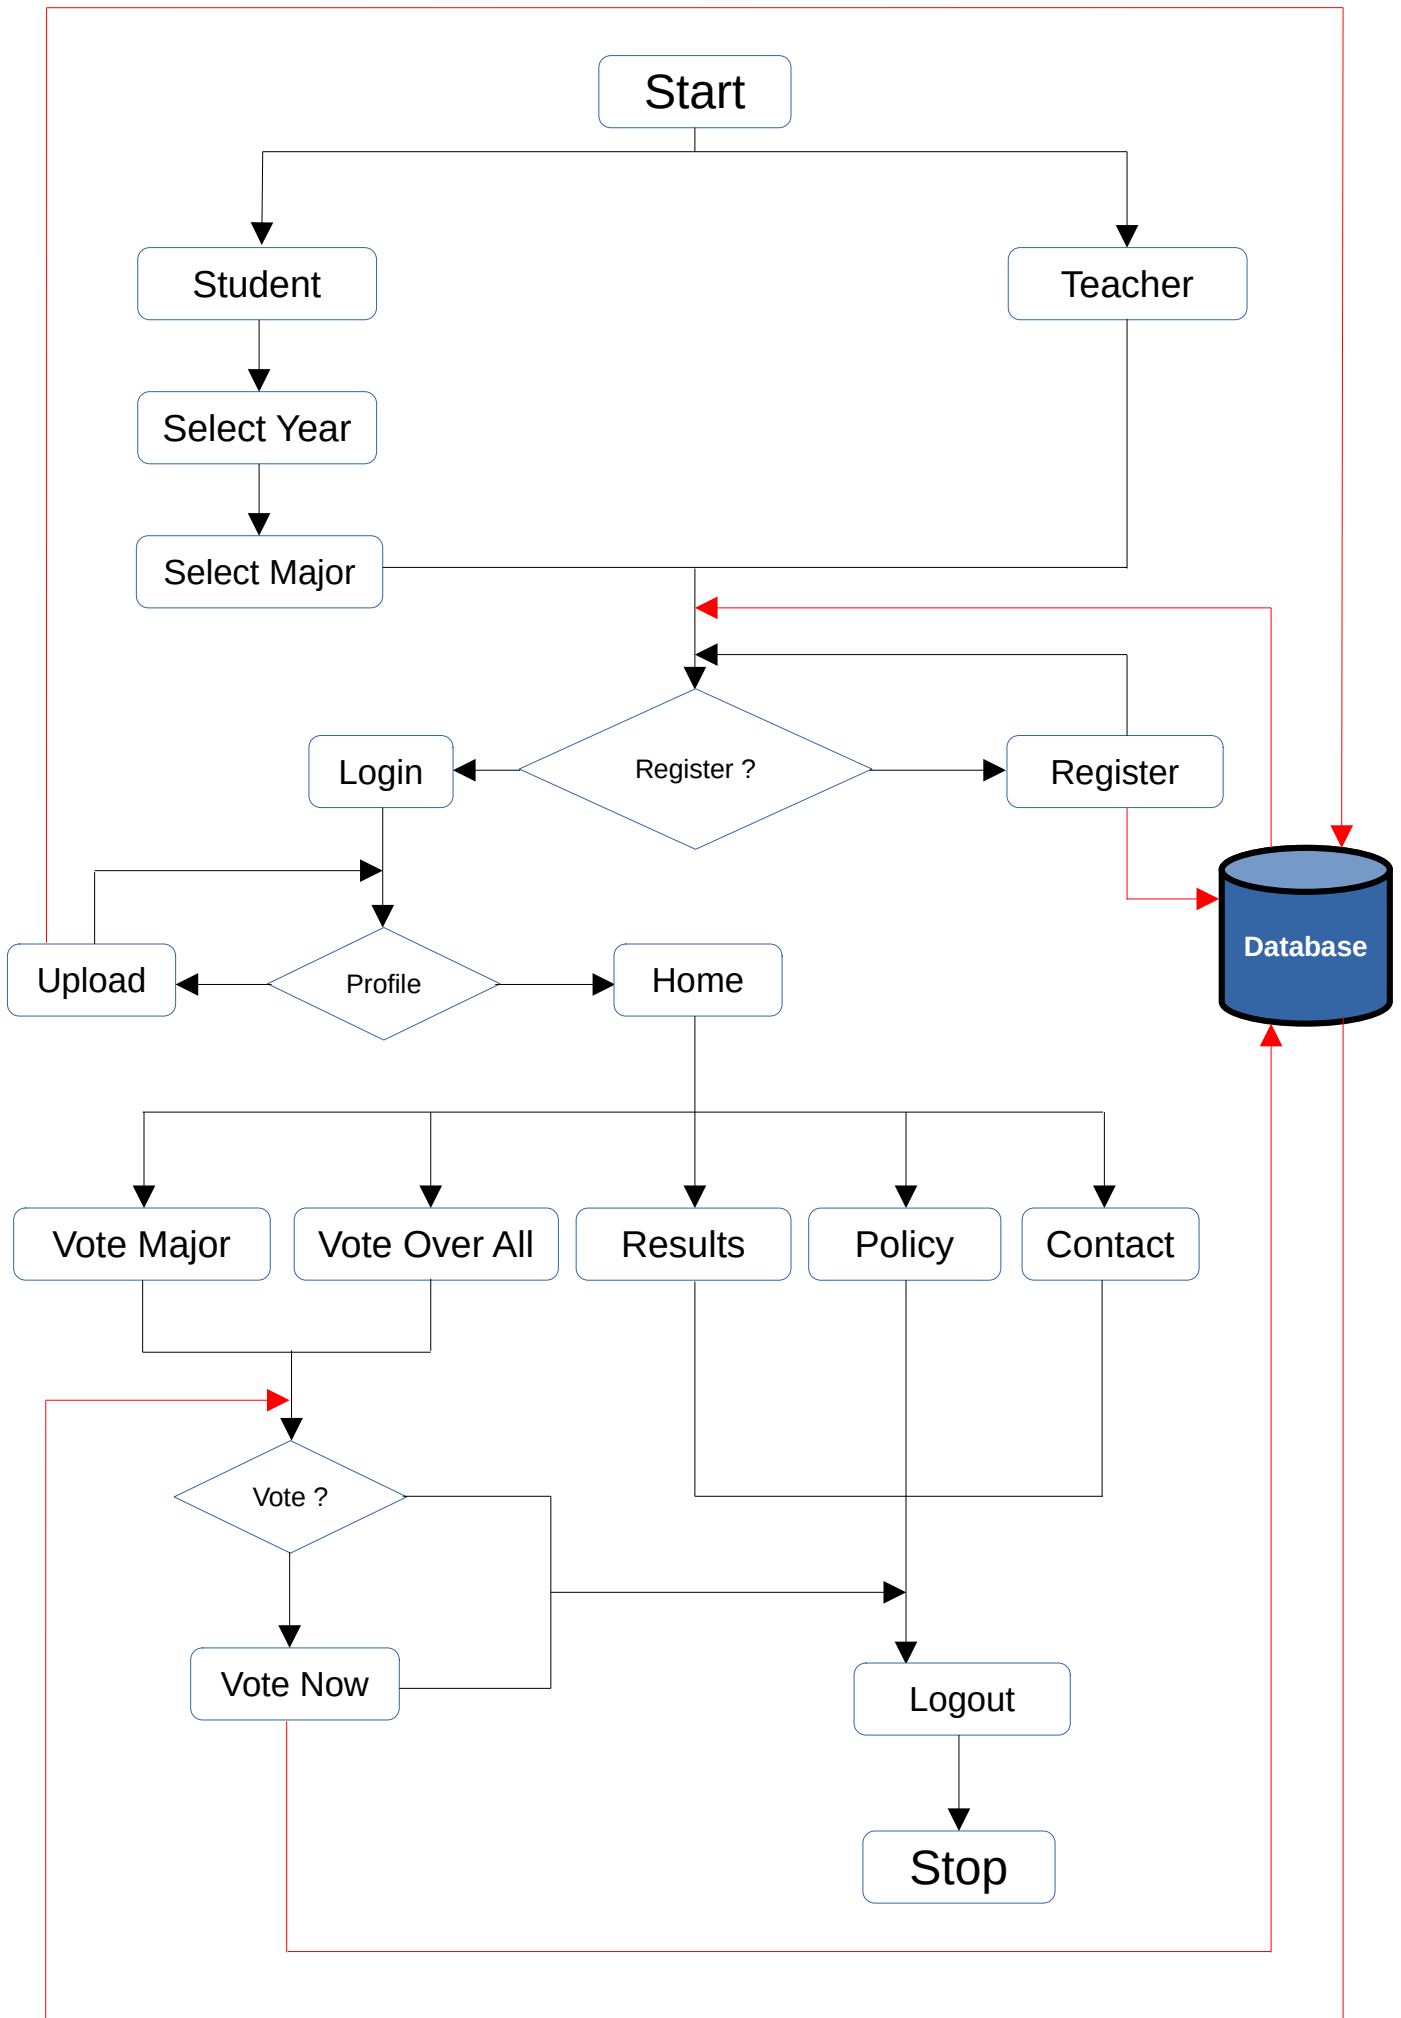 Start
Student
Teacher
Select Year
Select Major
Login
Register ?
Register
Upload
Profile
Home
Database
Vote Major
Vote Over All
Results
Policy
Contact
Vote ?
Vote Now
Logout
Stop